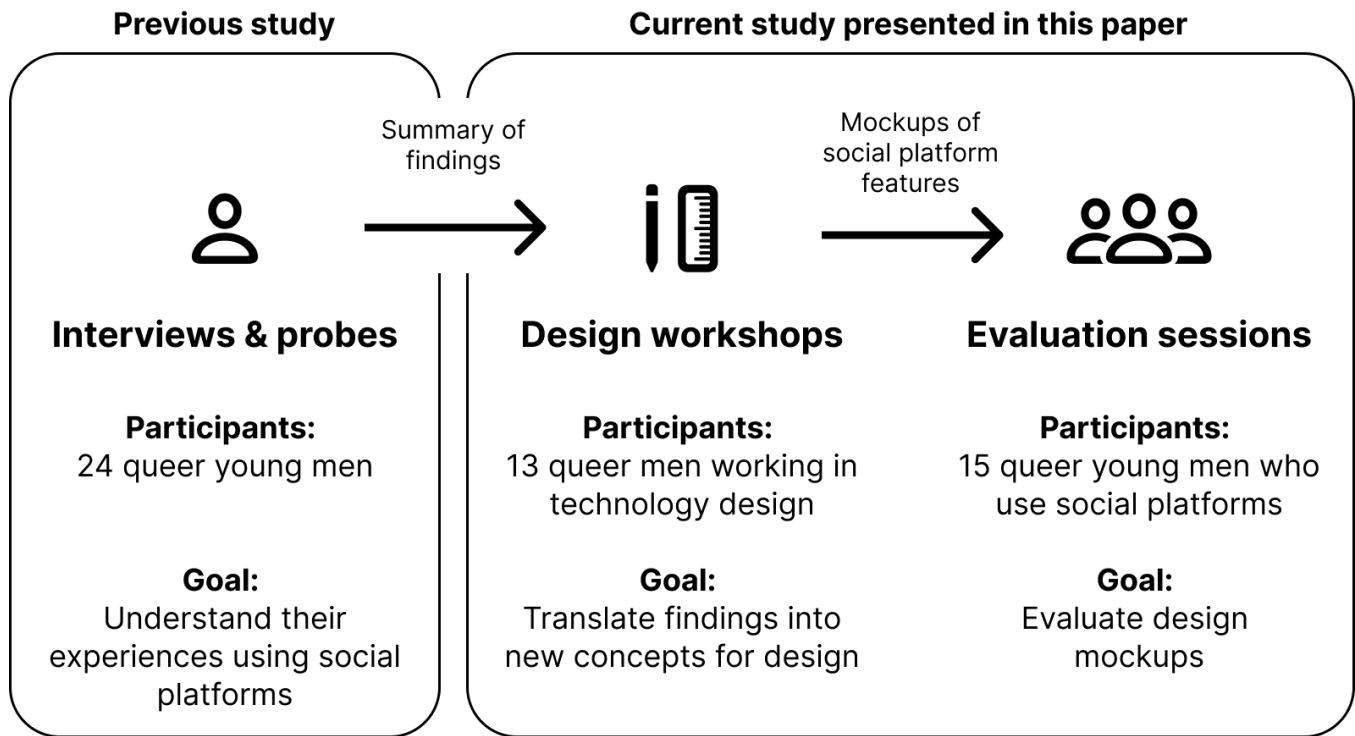 Previous study
Current study presented in this paper
Summary of
findings
Mockups of
social platform
features
Interviews & probes
Participants:
24 queer young men
Goal:
Understand their
experiences using social
platforms
Design workshops
Participants:
13 queer men working in
technology design
Goal:
Translate findings into
new concepts for design
Evaluation sessions
Participants:
15 queer young men who
use social platforms
Goal:
Evaluate design
mockups